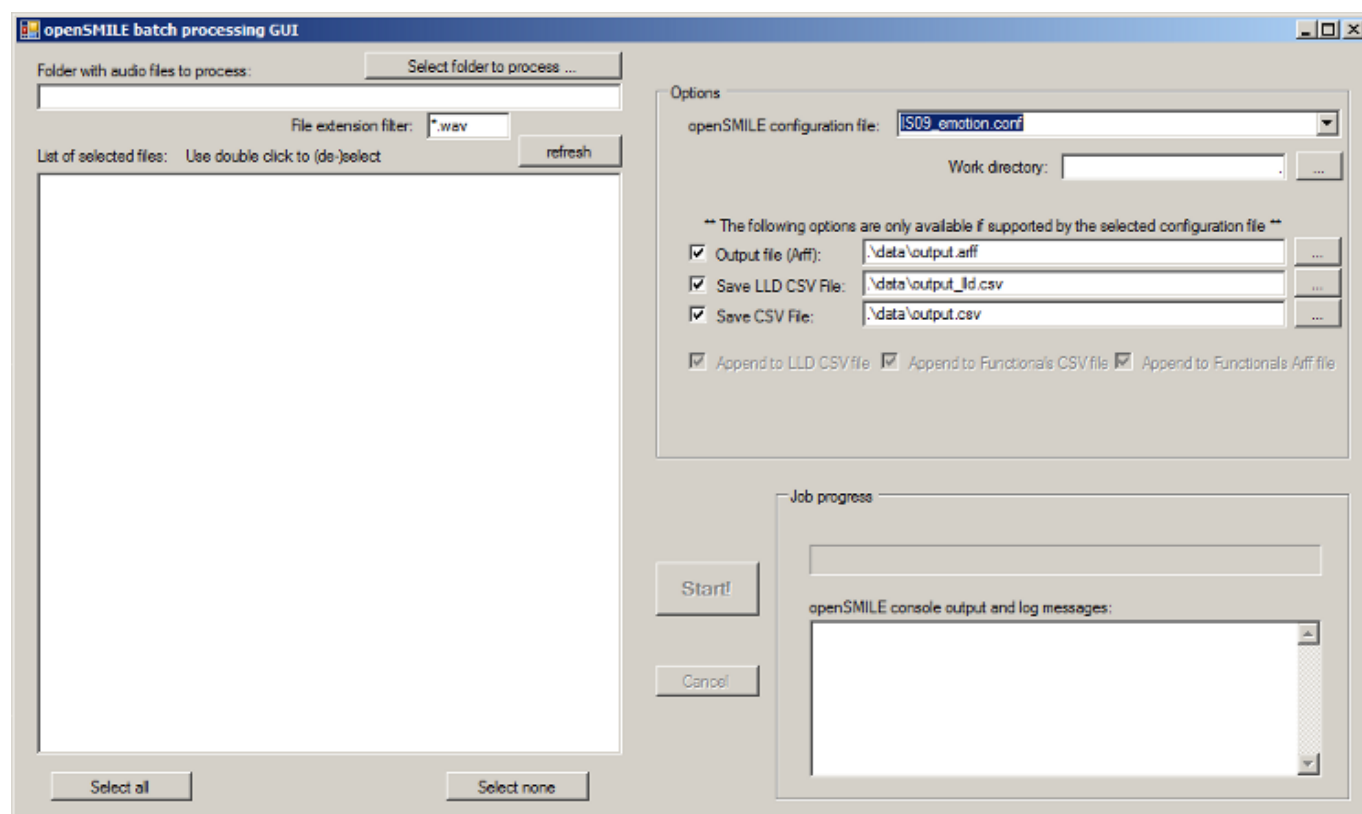 openSMILE batch processing GUI
Folder with audio files to process:
Select folder to process ...
File extension filter:
*.wav
List of selected files: Use double click to (de-)select
refresh
Select all
Select none
Options
openSMILE configuration file:
IS09_emotion.conf
Work directory:
.
...
** The following options are only available if supported by the selected configuration file **
Output file (Arff):
.\data\output.arff
...
Save LLD CSV File:
.\data\output_lld.csv
...
Save CSV File:
.\data\output.csv
...
Append to LLD CSV file
Append to Functionals CSV file
Append to Functionals Arff file
Start!
Cancel
Job progress
openSMILE console output and log messages: